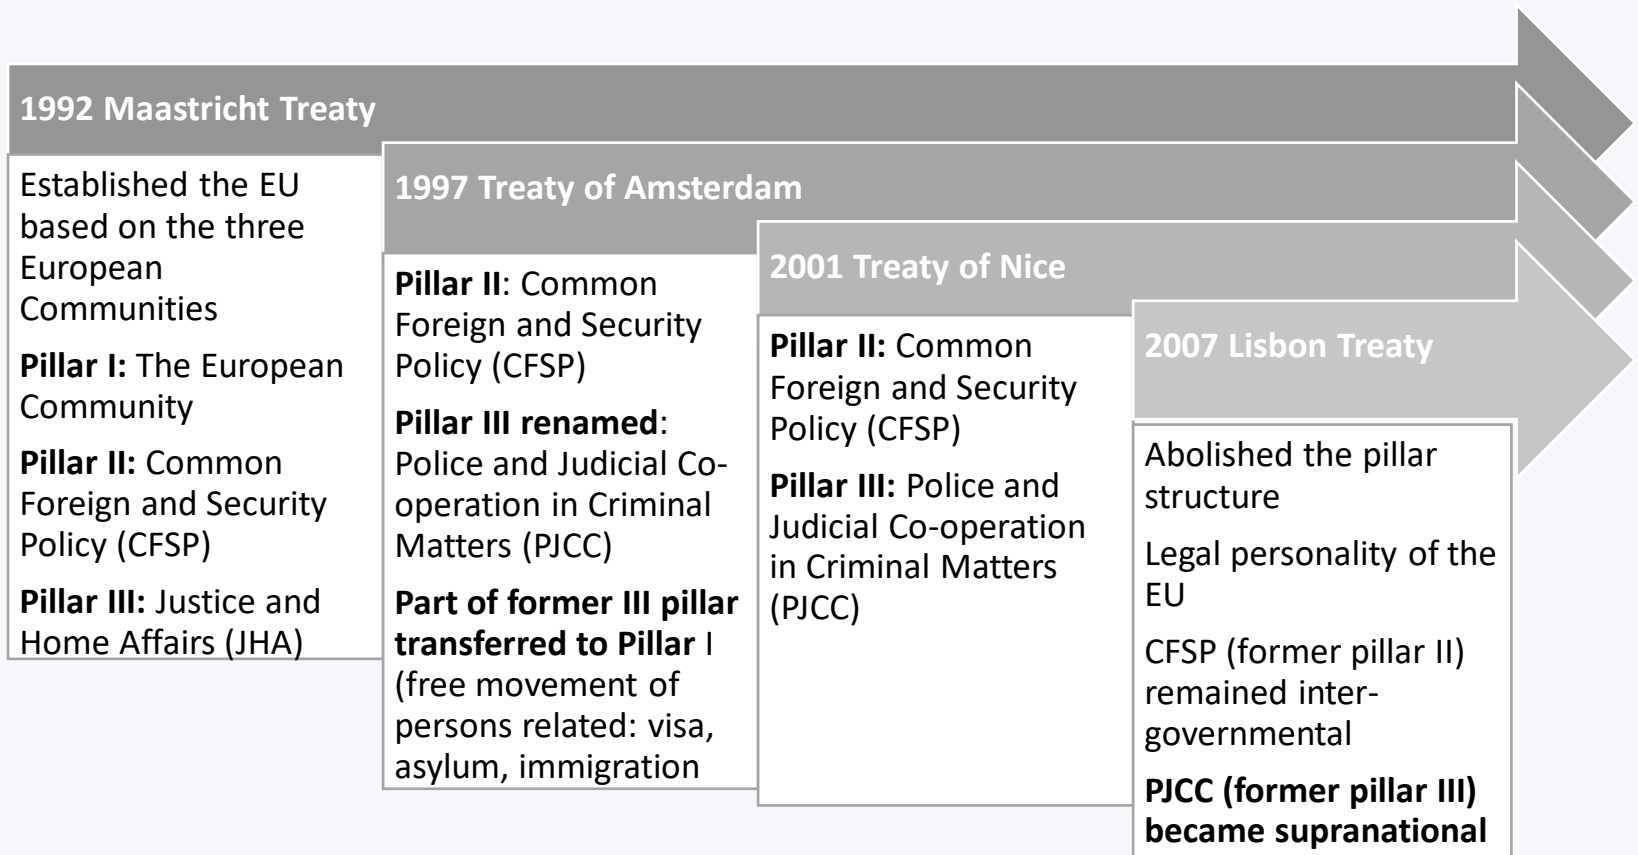 1992 Maastricht Treaty
Established the EU
based on the three
European
Communities
Pillar I: The European
Community
Pillar II: Common
Foreign and Security
Policy (CFSP)
Pillar III: Justice and
Home Affairs (JHA)
1997 Treaty of Amsterdam
Pillar II: Common
Foreign and Security
Policy (CFSP)
Pillar III renamed:
Police and Judicial Co-
operation in Criminal
Matters (PJCC)
Part of former III pillar
transferred to Pillar I
(free movement of
persons related: visa,
asylum, immigration
2001 Treaty of Nice
Pillar II: Common
Foreign and Security
Policy (CFSP)
Pillar III: Police and
Judicial Co-operation
in Criminal Matters
(PJCC)
2007 Lisbon Treaty
Abolished the pillar
structure
Legal personality of the
EU
CFSP (former pillar II)
remained inter-
governmental
PJCC (former pillar III)
became supranational